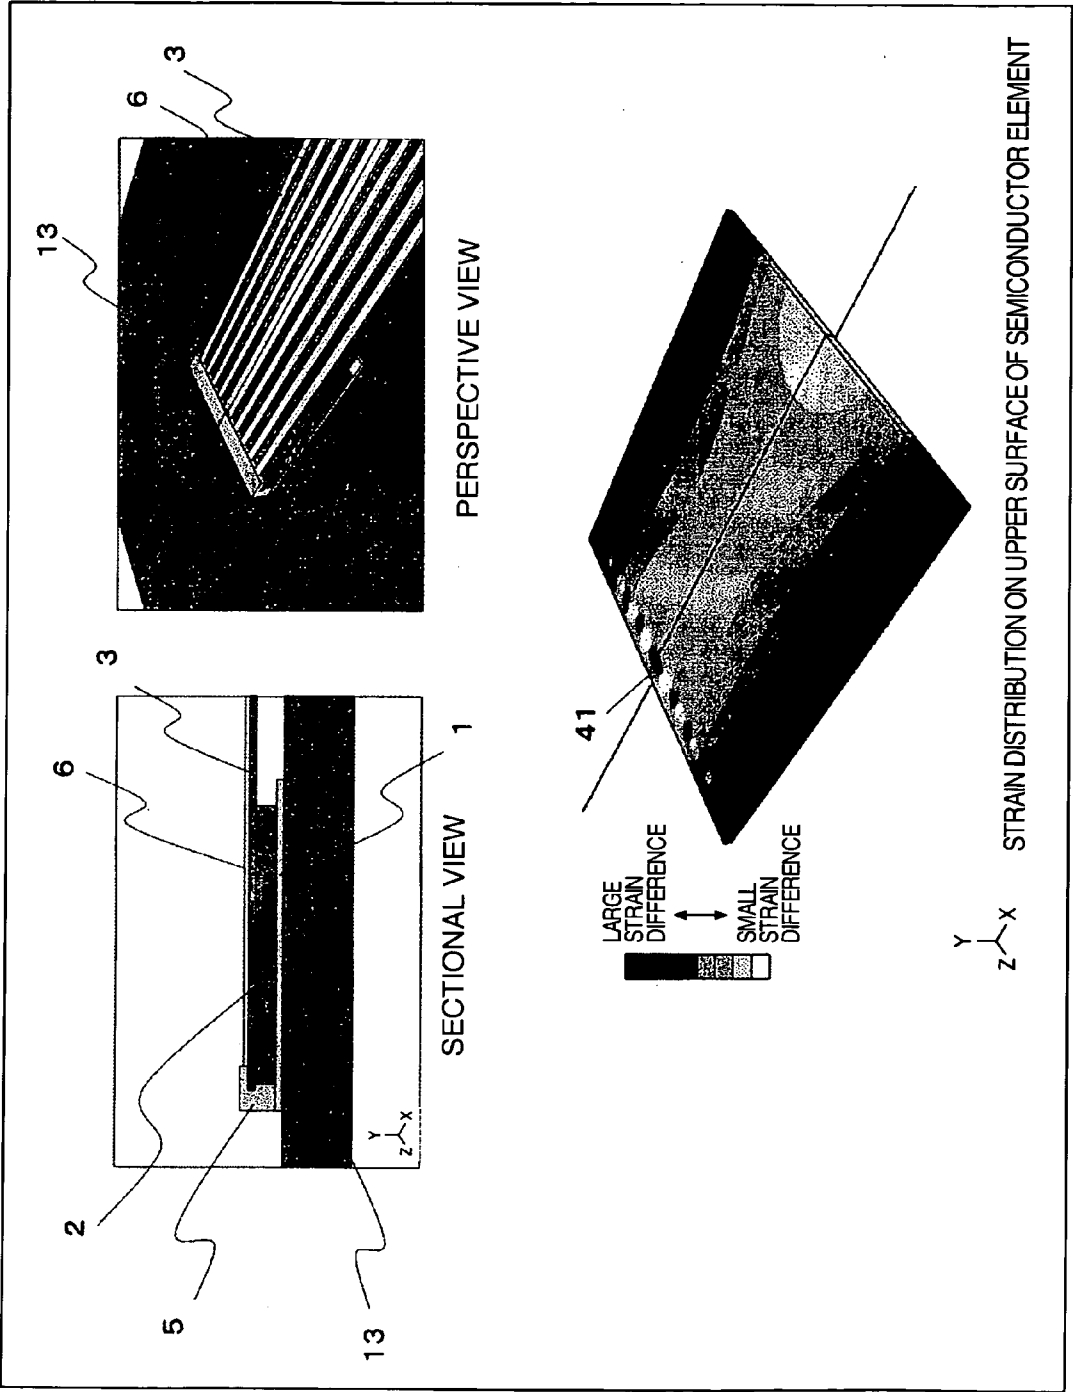 6
3
2
5
13
1
Y
Z X
SECTIONAL VIEW
13
6
3
PERSPECTIVE VIEW
LARGE
STRAIN
DIFFERENCE
SMALL
STRAIN
DIFFERENCE
41
Y
Z X
STRAIN DISTRIBUTION ON UPPER SURFACE OF SEMICONDUCTOR ELEMENT